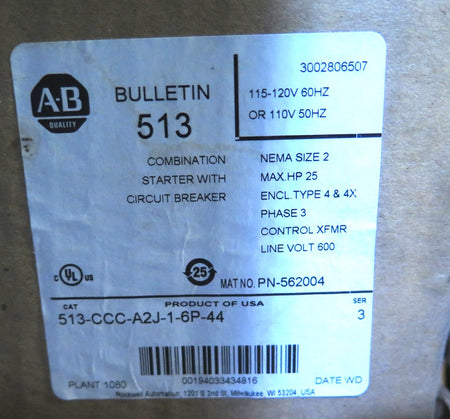 3002806507
A-B
QUALITY
BULLETIN
513
115-120V 60HZ
OR 110V 50HZ
COMBINATION
STARTER WITH
CIRCUIT BREAKER
NEMA SIZE 2
MAX.HP 25
ENCL.TYPE 4 & 4X
PHASE 3
CONTROL XFMR
LINE VOLT 600
C UL US
25
MAT NO. PN-562004
PRODUCT OF USA
CAT
SER
513-CCC-A2J-1-6P-44
3
PLANT 1080
00194033434816
DATE WD
Rockwell Automation, 1201 S 2nd St, Milwaukee, WI 53204 USA